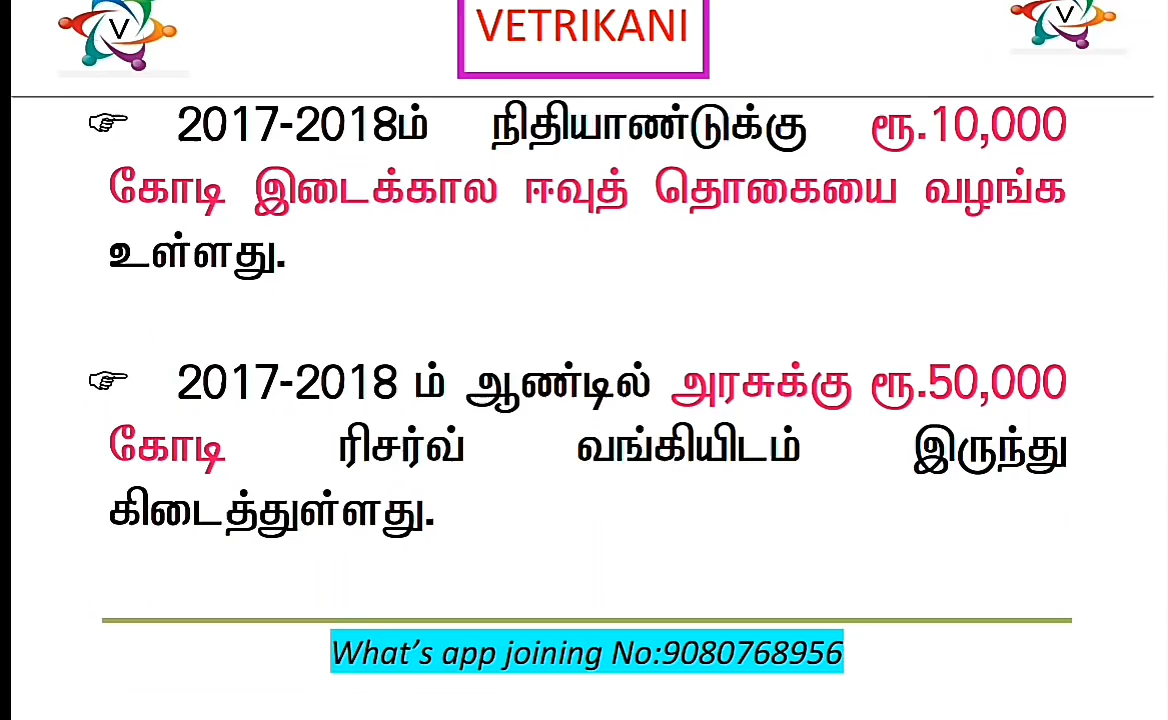 V
VETRIKANI
V
☞ 2017-2018ம் நிதியாண்டுக்கு ரூ.10,000
கோடி இடைக்கால ஈவுத் தொகையை வழங்க
உள்ளது.
☞ 2017-2018 ம் ஆண்டில் அரசுக்கு ரூ.50,000
கோடி ரிசர்வ் வங்கியிடம் இருந்து
கிடைத்துள்ளது.
What's app joining No:9080768956